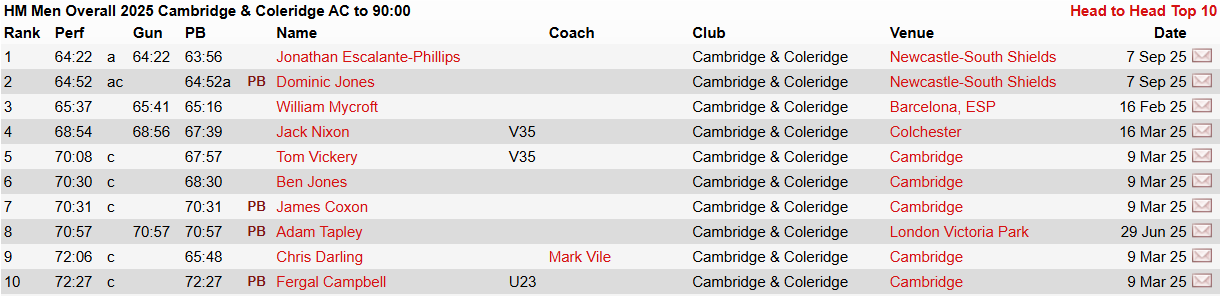 HM Men Overall 2025 Cambridge & Coleridge AC to 90:00 Head to Head Top 10
Rank Perf Gun PB Name Coach Club Venue Date
1 64:22 a 64:22 63:56 Jonathan Escalante-Phillips Cambridge & Coleridge Newcastle-South Shields 7 Sep 25
2 64:52 ac 64:52a PB Dominic Jones Cambridge & Coleridge Newcastle-South Shields 7 Sep 25
3 65:37 65:41 65:16 William Mycroft Cambridge & Coleridge Barcelona, ESP 16 Feb 25
4 68:54 68:56 67:39 Jack Nixon V35 Cambridge & Coleridge Colchester 16 Mar 25
5 70:08 c 67:57 Tom Vickery V35 Cambridge & Coleridge Cambridge 9 Mar 25
6 70:30 c 68:30 Ben Jones Cambridge & Coleridge Cambridge 9 Mar 25
7 70:31 c 70:31 PB James Coxon Cambridge & Coleridge Cambridge 9 Mar 25
8 70:57 70:57 70:57 PB Adam Tapley Cambridge & Coleridge London Victoria Park 29 Jun 25
9 72:06 c 65:48 Chris Darling Mark Vile Cambridge & Coleridge Cambridge 9 Mar 25
10 72:27 c 72:27 PB Fergal Campbell U23 Cambridge & Coleridge Cambridge 9 Mar 25